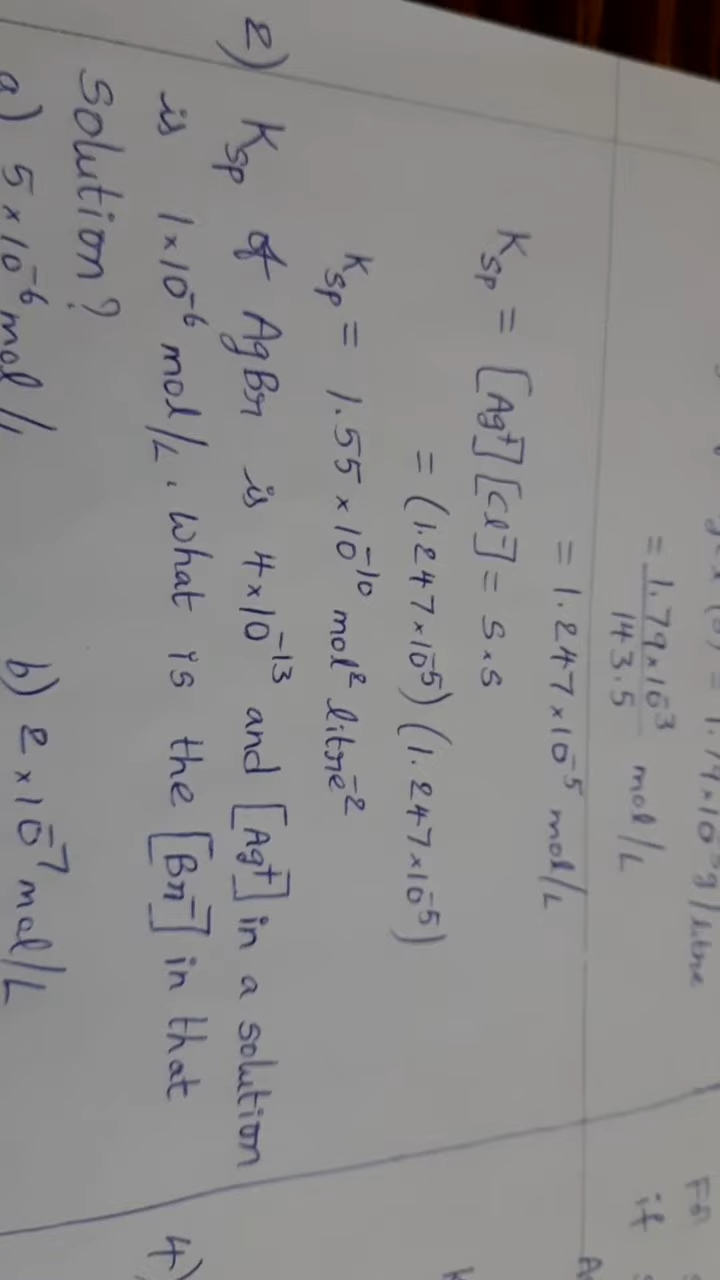 = 1.79×10⁻³ / 143.5 mol/L
= 1.247×10⁻⁵ mol/L
Ksp = [Ag⁺][Cl⁻] = S×S
= (1.247×10⁻⁵)(1.247×10⁻⁵)
Ksp = 1.55×10⁻¹⁰ mol² litre⁻²
2) Ksp of AgBr is 4×10⁻¹³ and [Ag⁺] in a solution
is 1×10⁻⁶ mol/L. What is the [Br⁻] in that
solution?
a) 5×10⁻⁶ mol/L b) 2×10⁻⁷ mol/L
4)
if